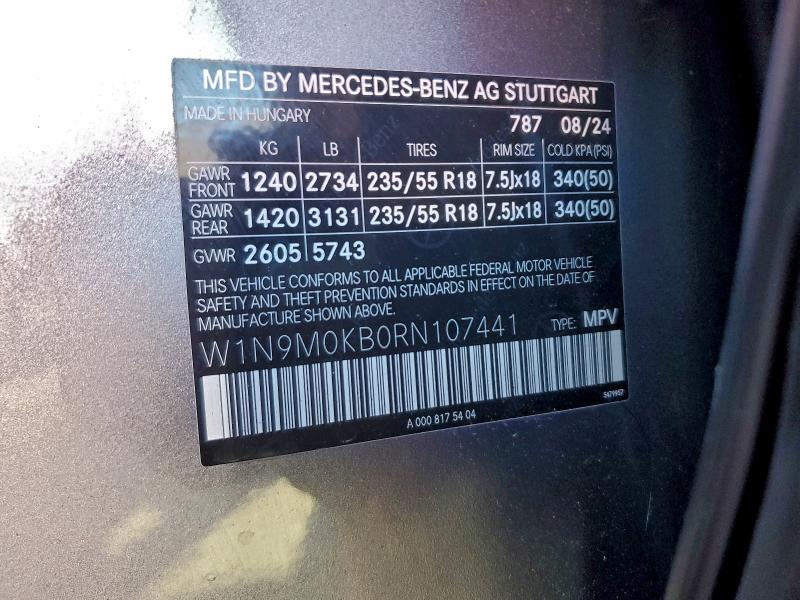 MFD BY MERCEDES-BENZ AG STUTTGART
MADE IN HUNGARY
787 08/24
KG LB TIRES RIM SIZE COLD KPA(PSI)
GAWR FRONT 1240 2734 235/55 R18 7.5Jx18 340(50)
GAWR REAR 1420 3131 235/55 R18 7.5Jx18 340(50)
GVWR 2605 5743
THIS VEHICLE CONFORMS TO ALL APPLICABLE FEDERAL MOTOR VEHICLE
SAFETY AND THEFT PREVENTION STANDARDS IN EFFECT ON THE DATE OF
MANUFACTURE SHOWN ABOVE.
W1N9M0KB0RN107441 TYPE: MPV
A 000 817 54 04